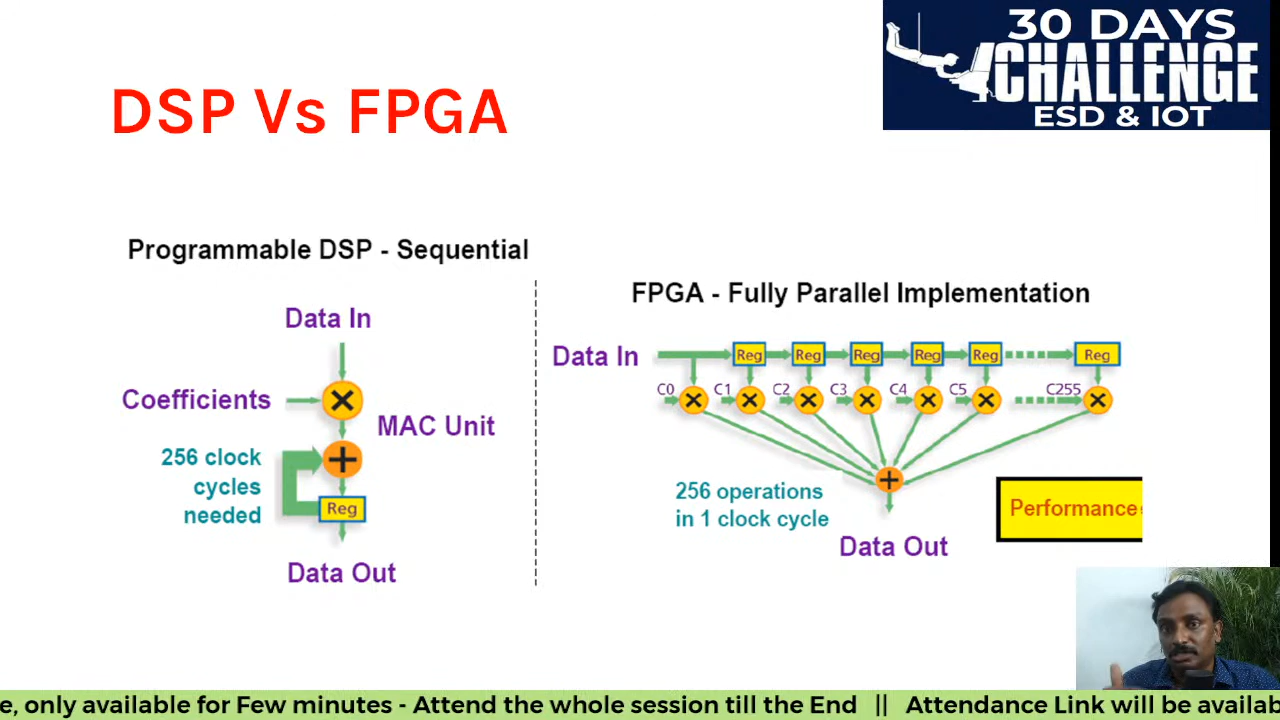 30 DAYS
CHALLENGE
ESD & IOT
DSP Vs FPGA
Programmable DSP - Sequential
Data In
Coefficients
MAC Unit
256 clock
cycles
needed
Reg
Data Out
FPGA - Fully Parallel Implementation
Data In
Reg Reg Reg Reg Reg Reg
C0 C1 C2 C3 C4 C5 C255
256 operations
in 1 clock cycle
Data Out
Performance
e, only available for Few minutes - Attend the whole session till the End || Attendance Link will be availab